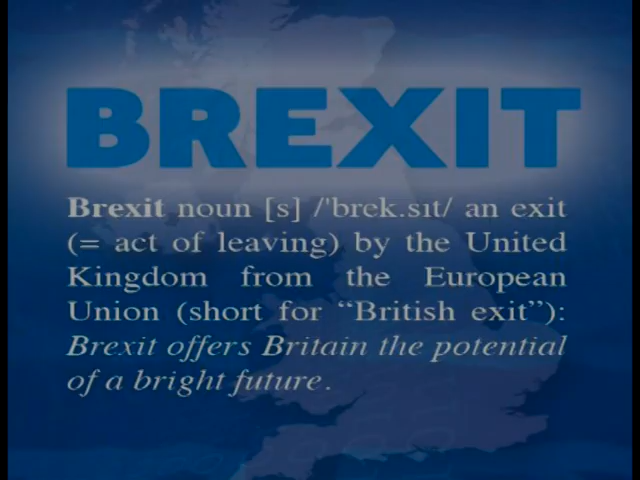 BREXIT
Brexit noun [s] /'brek.sɪt/ an exit
(= act of leaving) by the United
Kingdom from the European
Union (short for “British exit”):
Brexit offers Britain the potential
of a bright future.